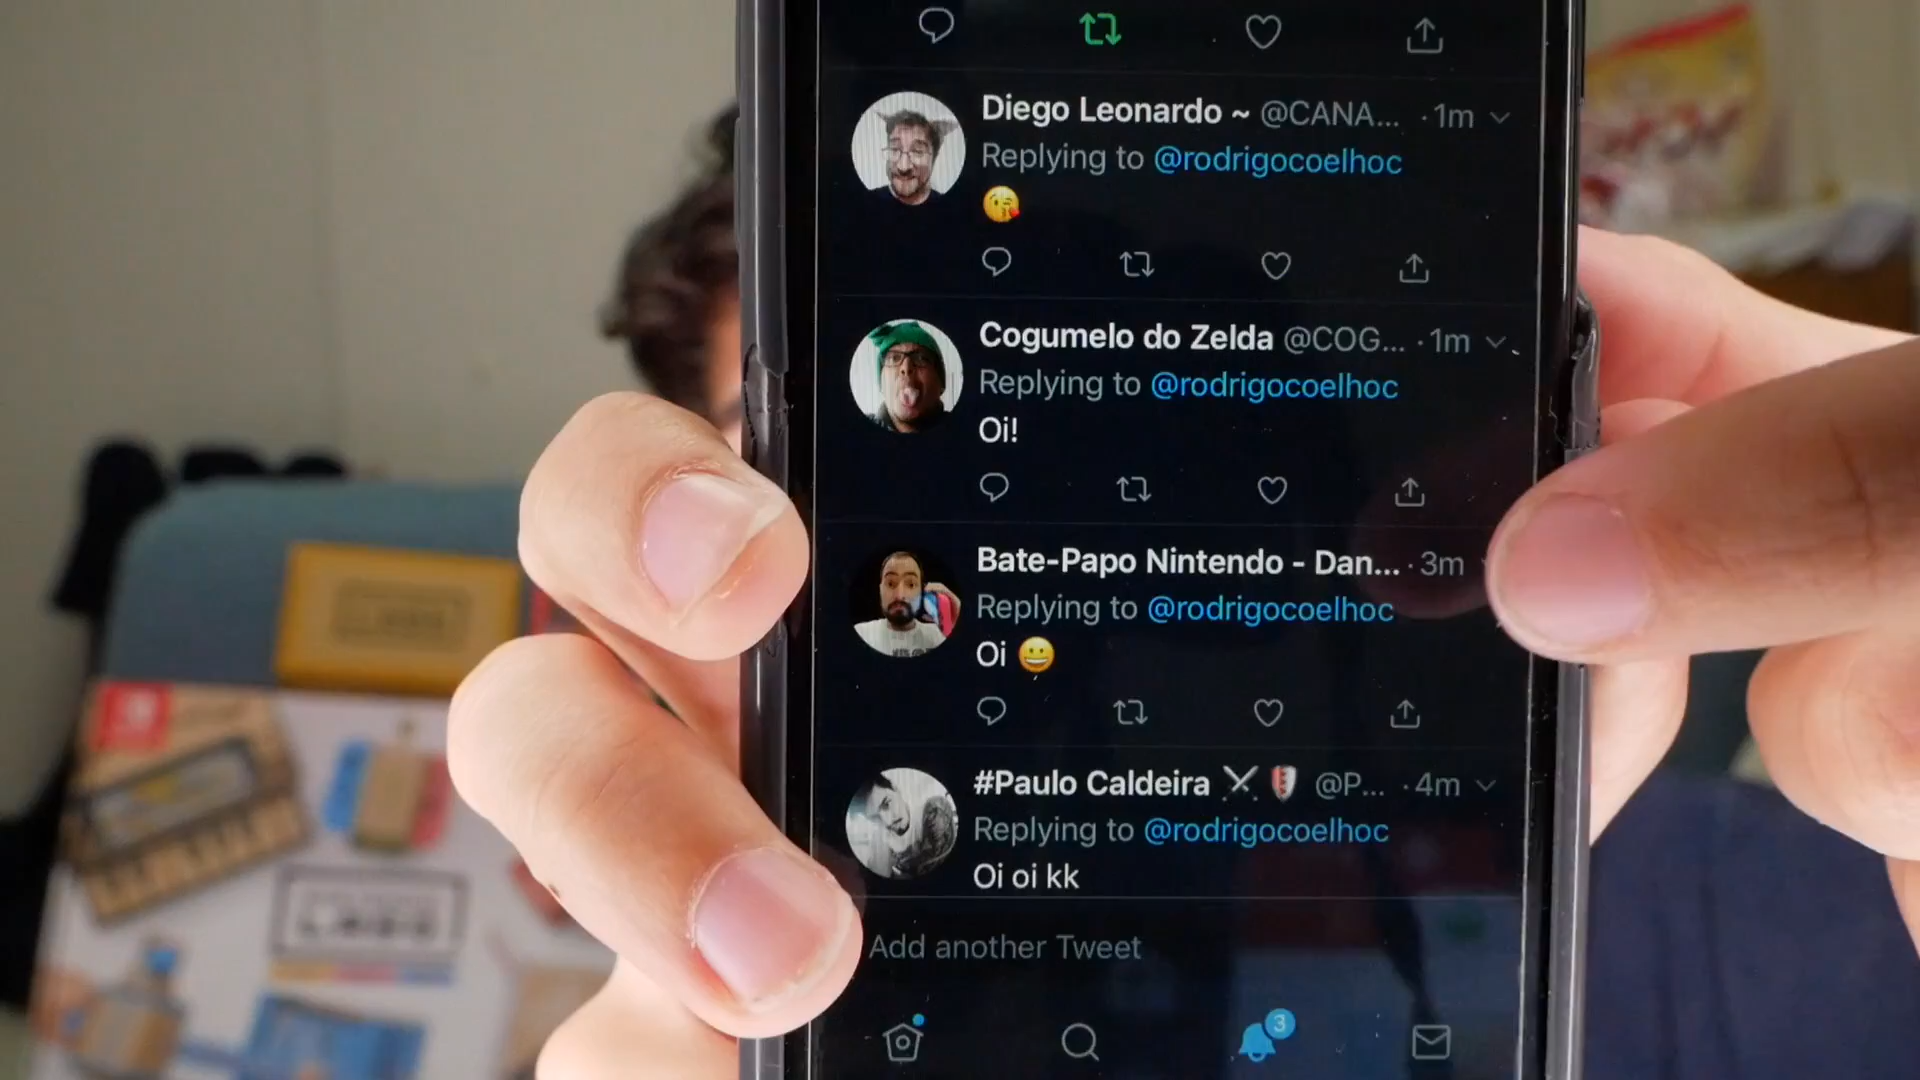 Diego Leonardo ~ @CANA... · 1m
Replying to @rodrigocoelhoc
😘
Cogumelo do Zelda @COG... · 1m
Replying to @rodrigocoelhoc
Oi!
Bate-Papo Nintendo - Dan... · 3m
Replying to @rodrigocoelhoc
Oi 😀
#Paulo Caldeira ⚔️🛡️ @P... · 4m
Replying to @rodrigocoelhoc
Oi oi kk
Add another Tweet
3
LABO